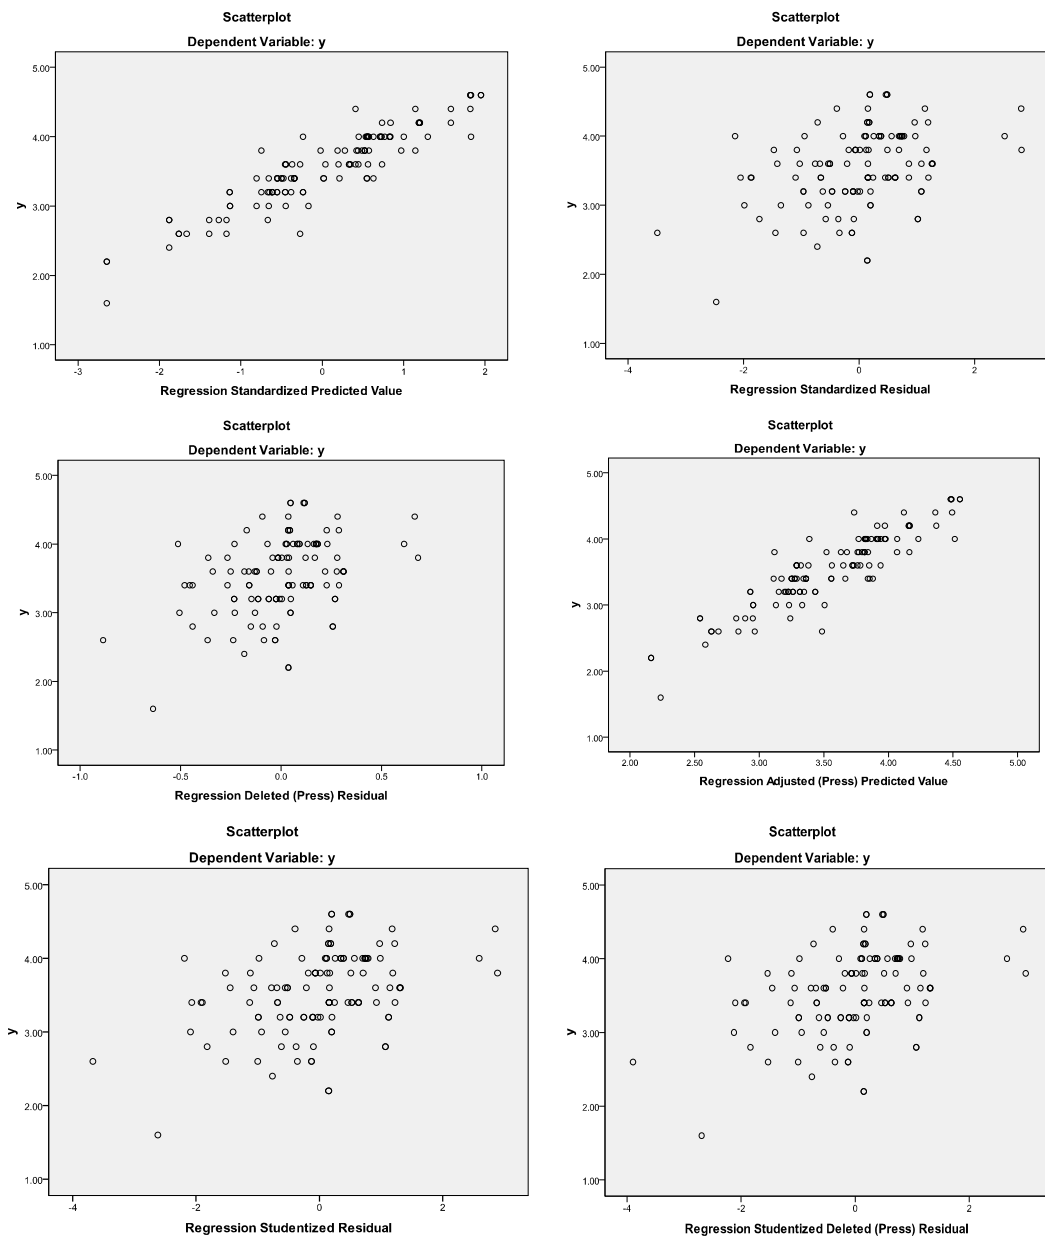 Scatterplot
Dependent Variable: y
5.00
4.00
3.00
2.00
1.00
y
-3 -2 -1 0 1 2
Regression Standardized Predicted Value
Scatterplot
Dependent Variable: y
5.00
4.00
3.00
2.00
1.00
y
-4 -2 0 2
Regression Standardized Residual
Scatterplot
Dependent Variable: y
5.00
4.00
3.00
2.00
1.00
y
-1.0 -0.5 0.0 0.5 1.0
Regression Deleted (Press) Residual
Scatterplot
Dependent Variable: y
5.00
4.00
3.00
2.00
1.00
y
2.00 2.50 3.00 3.50 4.00 4.50 5.00
Regression Adjusted (Press) Predicted Value
Scatterplot
Dependent Variable: y
5.00
4.00
3.00
2.00
1.00
y
-4 -2 0 2
Regression Studentized Residual
Scatterplot
Dependent Variable: y
5.00
4.00
3.00
2.00
1.00
y
-4 -2 0 2
Regression Studentized Deleted (Press) Residual